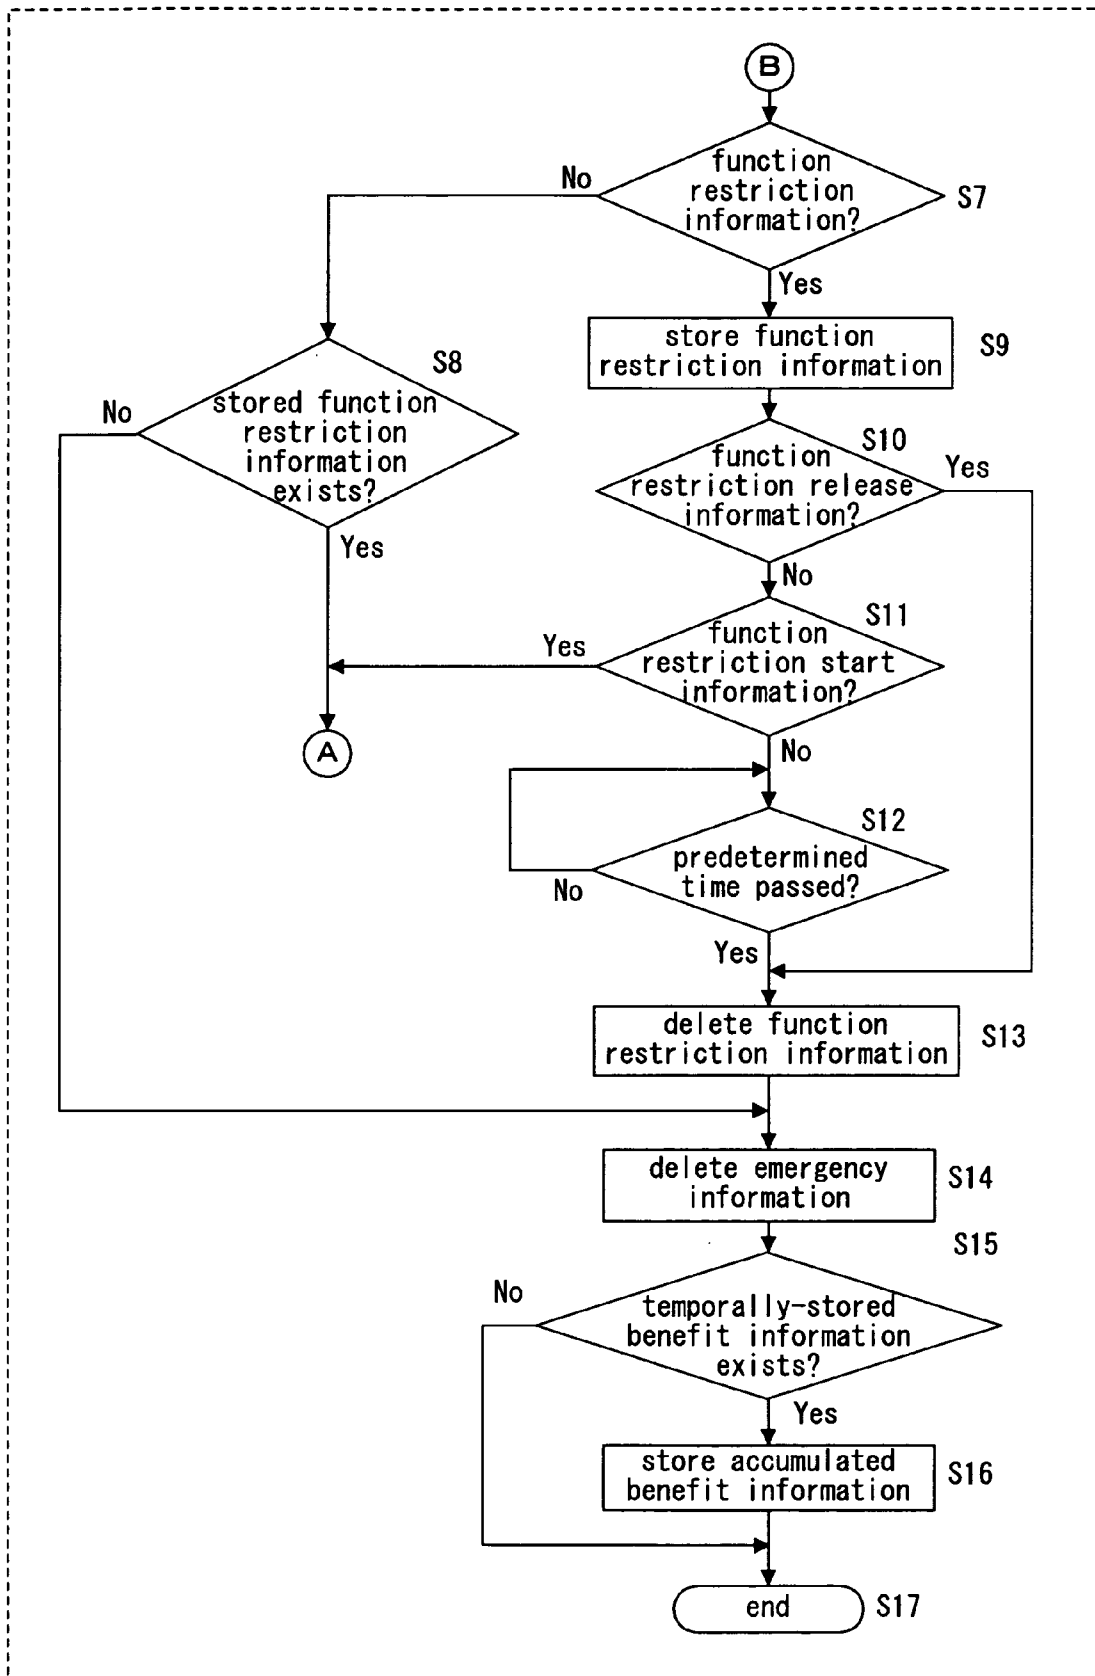 B
function
restriction
information?
No
S7
Yes
store function
restriction information
S9
S8
stored function
restriction
information
exists?
No
Yes
S10
function
restriction release
information?
Yes
No
S11
function
restriction start
information?
Yes
A
No
S12
predetermined
time passed?
No
Yes
delete function
restriction information
S13
delete emergency
information
S14
S15
No
temporally-stored
benefit information
exists?
Yes
store accumulated
benefit information
S16
end
S17